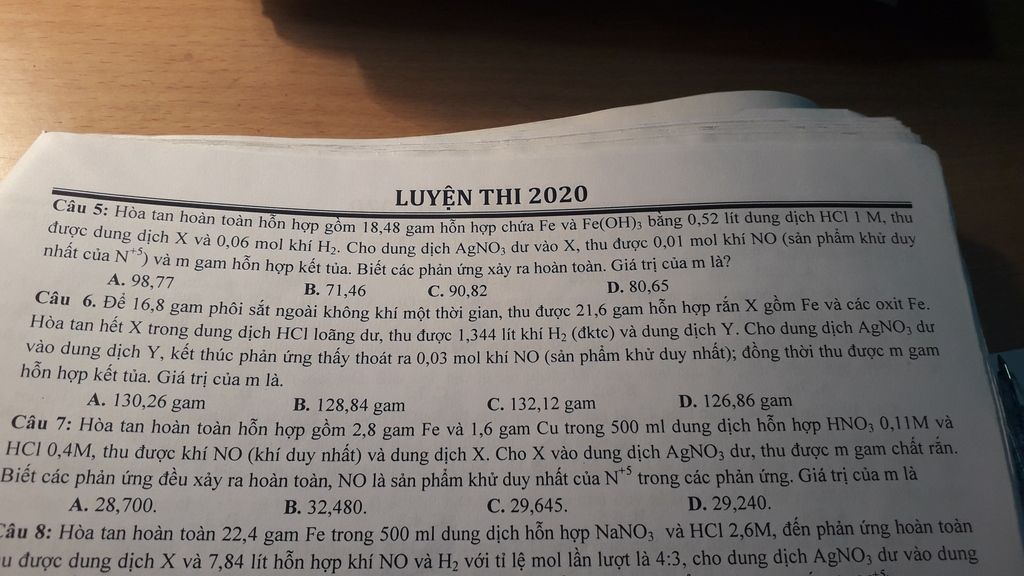 LUYỆN THI 2020
Câu 5: Hòa tan hoàn toàn hỗn hợp gồm 18,48 gam hỗn hợp chứa Fe và Fe(OH)₃ bằng 0,52 lít dung dịch HCl 1 M, thu
được dung dịch X và 0,06 mol khí H₂. Cho dung dịch AgNO₃ dư vào X, thu được 0,01 mol khí NO (sản phẩm khử duy
nhất của N⁺⁵) và m gam hỗn hợp kết tủa. Biết các phản ứng xảy ra hoàn toàn. Giá trị của m là?
A. 98,77 B. 71,46 C. 90,82 D. 80,65
Câu 6. Để 16,8 gam phôi sắt ngoài không khí một thời gian, thu được 21,6 gam hỗn hợp rắn X gồm Fe và các oxit Fe.
Hòa tan hết X trong dung dịch HCl loãng dư, thu được 1,344 lít khí H₂ (đktc) và dung dịch Y. Cho dung dịch AgNO₃ dư
vào dung dịch Y, kết thúc phản ứng thấy thoát ra 0,03 mol khí NO (sản phẩm khử duy nhất); đồng thời thu được m gam
hỗn hợp kết tủa. Giá trị của m là.
A. 130,26 gam B. 128,84 gam C. 132,12 gam D. 126,86 gam
Câu 7: Hòa tan hoàn toàn hỗn hợp gồm 2,8 gam Fe và 1,6 gam Cu trong 500 ml dung dịch hỗn hợp HNO₃ 0,11M và
HCl 0,4M, thu được khí NO (khí duy nhất) và dung dịch X. Cho X vào dung dịch AgNO₃ dư, thu được m gam chất rắn.
Biết các phản ứng đều xảy ra hoàn toàn, NO là sản phẩm khử duy nhất của N⁺⁵ trong các phản ứng. Giá trị của m là
A. 28,700. B. 32,480. C. 29,645. D. 29,240.
Câu 8: Hòa tan hoàn toàn 22,4 gam Fe trong 500 ml dung dịch hỗn hợp NaNO₃ và HCl 2,6M, đến phản ứng hoàn toàn
u được dung dịch X và 7,84 lít hỗn hợp khí NO và H₂ với tỉ lệ mol lần lượt là 4:3, cho dung dịch AgNO₃ dư vào dung